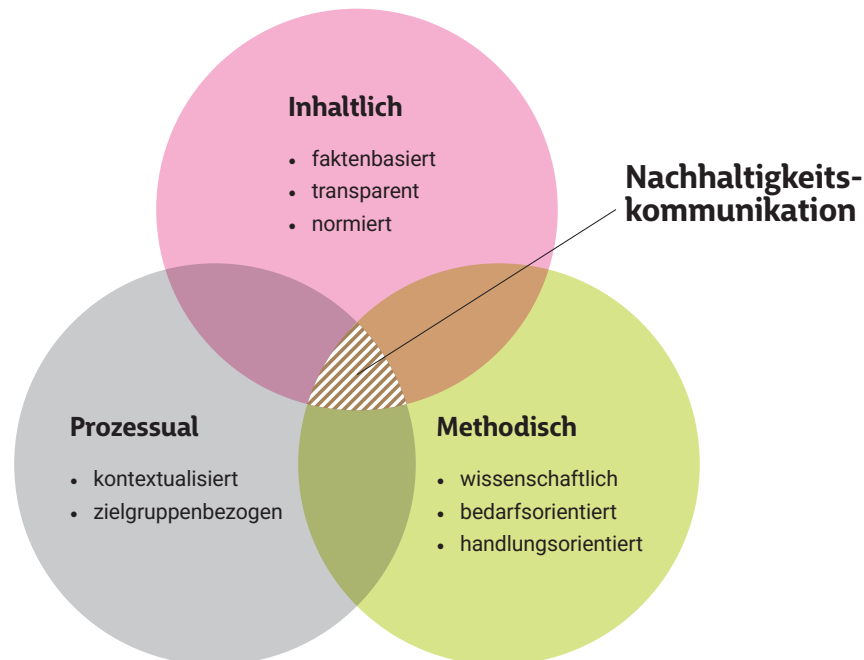 Inhaltlich
• faktenbasiert
• transparent
• normiert
Nachhaltigkeits-
kommunikation
Prozessual
• kontextualisiert
• zielgruppenbezogen
Methodisch
• wissenschaftlich
• bedarfsorientiert
• handlungsorientiert